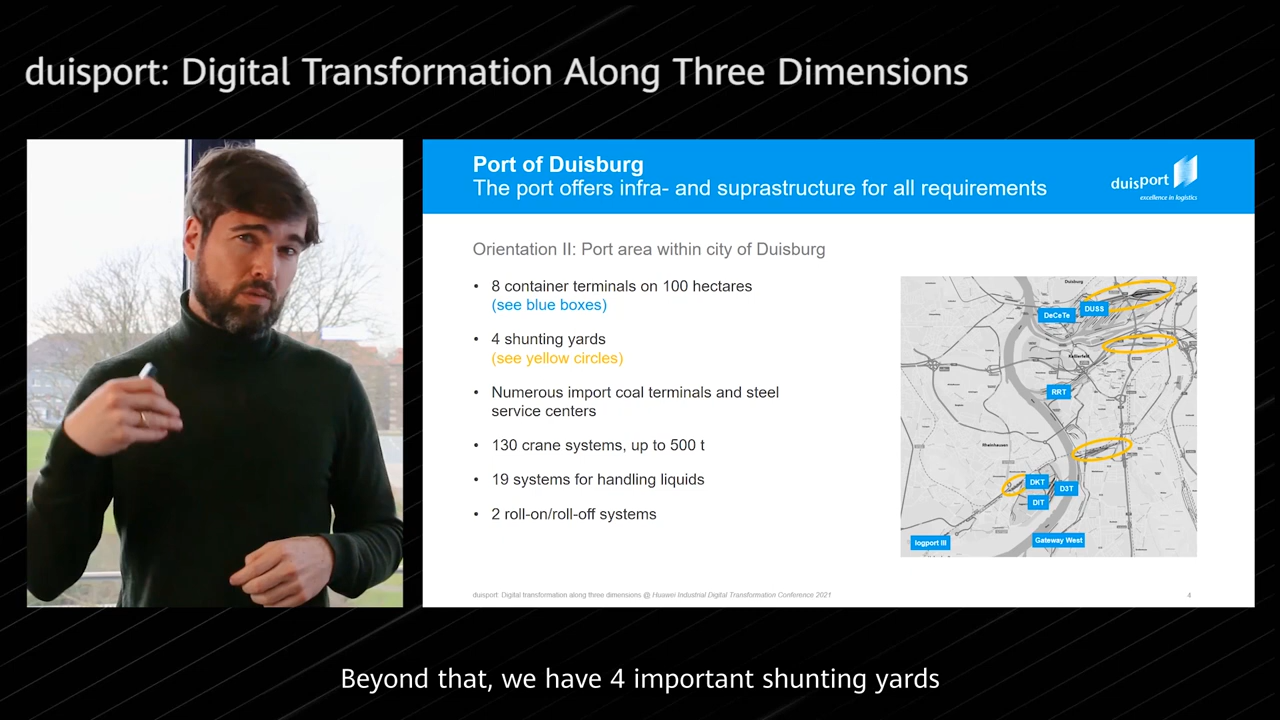 duisport: Digital Transformation Along Three Dimensions
Port of Duisburg
The port offers infra- and suprastructure for all requirements
duisport
excellence in logistics
Orientation II: Port area within city of Duisburg
• 8 container terminals on 100 hectares
(see blue boxes)
• 4 shunting yards
(see yellow circles)
• Numerous import coal terminals and steel
service centers
• 130 crane systems, up to 500 t
• 19 systems for handling liquids
• 2 roll-on/roll-off systems
Duisburg
DeCeTe
DUSS
RRT
Rheinhausen
DKT
D3T
DIT
logport III
Gateway West
duisport: Digital transformation along three dimensions @ Huawei Industrial Digital Transformation Conference 2021
4
Beyond that, we have 4 important shunting yards